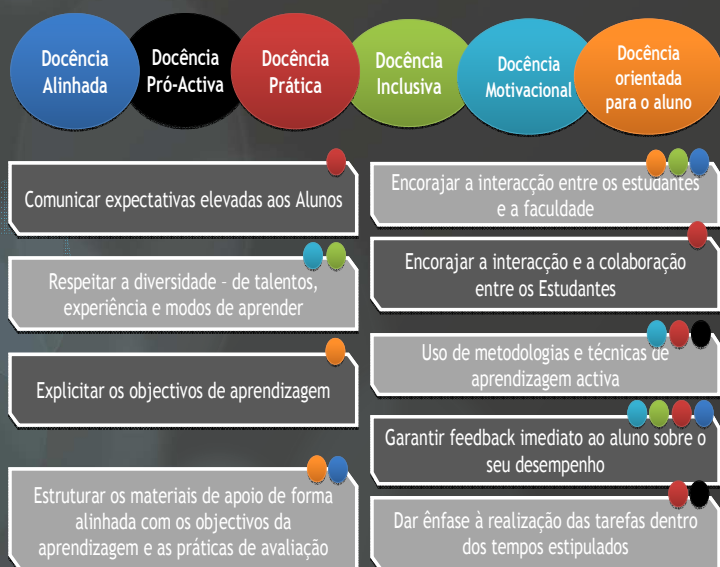 Docência
Alinhada
Docência
Pró-Activa
Docência
Prática
Docência
Inclusiva
Docência
Motivacional
Docência
orientada
para o aluno
Comunicar expectativas elevadas aos Alunos
Respeitar a diversidade – de talentos,
experiência e modos de aprender
Explicitar os objectivos de aprendizagem
Estruturar os materiais de apoio de forma
alinhada com os objectivos da
aprendizagem e as práticas de avaliação
Encorajar a interacção entre os estudantes
e a faculdade
Encorajar a interacção e a colaboração
entre os Estudantes
Uso de metodologias e técnicas de
aprendizagem activa
Garantir feedback imediato ao aluno sobre o
seu desempenho
Dar ênfase à realização das tarefas dentro
dos tempos estipulados